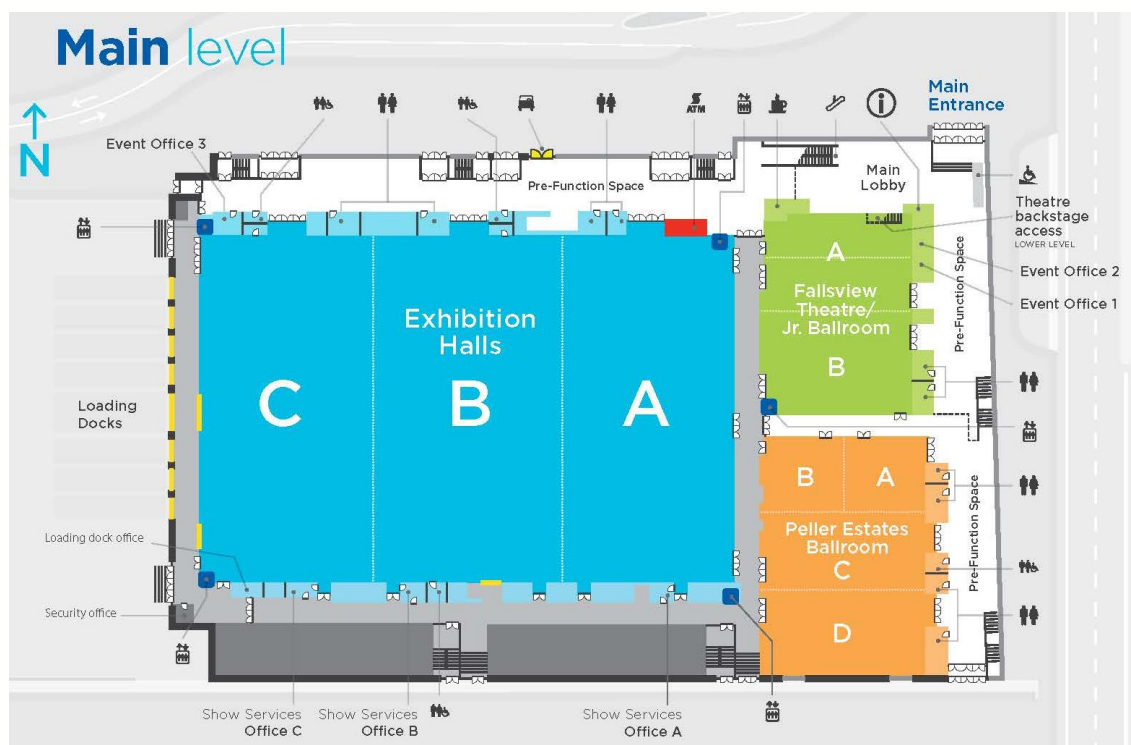 Main level
N
Main
Entrance
Event Office 3
ATM
Pre-Function Space
Main
Lobby
Theatre
backstage
access
LOWER LEVEL
Event Office 2
Event Office 1
Pre-Function Space
A
Fallsview
Theatre/
Jr. Ballroom
B
Exhibition
Halls
C
B
A
Loading
Docks
B
A
Peller Estates
Ballroom
C
D
Pre-Function Space
Loading dock office
Security office
Show Services
Office C
Show Services
Office B
Show Services
Office A